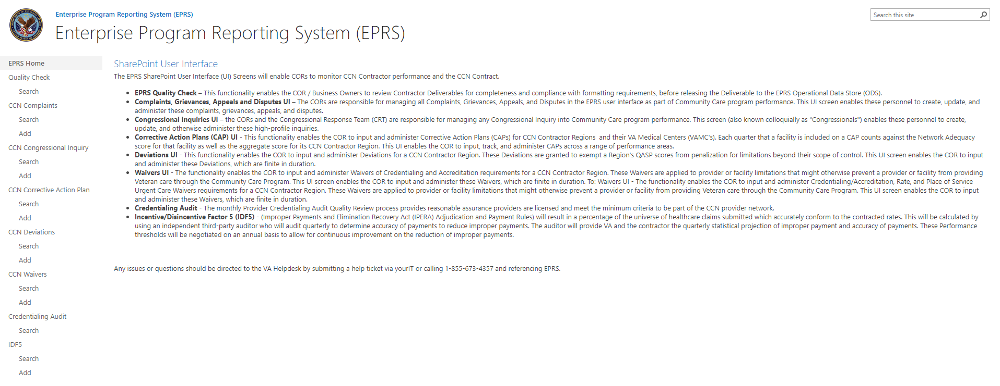 Enterprise Program Reporting System (EPRS)
Search this site
Enterprise Program Reporting System (EPRS)
EPRS Home
Quality Check
Search
CCN Complaints
Search
Add
CCN Congressional Inquiry
Search
Add
CCN Corrective Action Plan
Search
Add
CCN Deviations
Search
Add
CCN Waivers
Search
Add
Credentialing Audit
Search
IDF5
Search
Add
SharePoint User Interface
The EPRS SharePoint User Interface (UI) Screens will enable CORs to monitor CCN Contractor performance and the CCN Contract.
• EPRS Quality Check – This functionality enables the COR / Business Owners to review Contractor Deliverables for completeness and compliance with formatting requirements, before releasing the Deliverable to the EPRS Operational Data Store (ODS).
• Complaints, Grievances, Appeals and Disputes UI – The CORs are responsible for managing all Complaints, Grievances, Appeals, and Disputes in the EPRS user interface as part of Community Care program performance. This UI screen enables these personnel to create, update, and
administer these complaints, grievances, appeals, and disputes.
• Congressional Inquiries UI – the CORs and the Congressional Response Team (CRT) are responsible for managing any Congressional Inquiry into Community Care program performance. This screen (also known colloquially as “Congressionals") enables these personnel to create,
update, and otherwise administer these high-profile inquiries.
• Corrective Action Plans (CAP) UI - This functionality enables the COR to input and administer Corrective Action Plans (CAPs) for CCN Contractor Regions and their VA Medical Centers (VAMC's). Each quarter that a facility is included on a CAP counts against the Network Adequacy
score for that facility as well as the aggregate score for its CCN Contractor Region. This UI enables the COR to input, track, and administer CAPs across a range of performance areas.
• Deviations UI - This functionality enables the COR to input and administer Deviations for a CCN Contractor Region. These Deviations are granted to exempt a Region's QASP scores from penalization for limitations beyond their scope of control. This UI screen enables the COR to input
and administer these Deviations, which are finite in duration.
• Waivers UI - The functionality enables the COR to input and administer Waivers of Credentialing and Accreditation requirements for a CCN Contractor Region. These Waivers are applied to provider or facility limitations that might otherwise prevent a provider or facility from providing
Veteran care through the Community Care Program. This UI screen enables the COR to input and administer these Waivers, which are finite in duration. To: Waivers UI - The functionality enables the COR to input and administer Credentialing/Accreditation, Rate, and Place of Service
Urgent Care Waivers requirements for a CCN Contractor Region. These Waivers are applied to provider or facility limitations that might otherwise prevent a provider or facility from providing Veteran care through the Community Care Program. This UI screen enables the COR to input
and administer these Waivers, which are finite in duration.
• Credentialing Audit - The monthly Provider Credentialing Audit Quality Review process provides reasonable assurance providers are licensed and meet the minimum criteria to be part of the CCN provider network.
• Incentive/Disincentive Factor 5 (IDF5) - (Improper Payments and Elimination Recovery Act (IPERA) Adjudication and Payment Rules) will result in a percentage of the universe of healthcare claims submitted which accurately conform to the contracted rates. This will be calculated by
using an independent third-party auditor who will audit quarterly to determine accuracy of payments to reduce improper payments. The auditor will provide VA and the contractor the quarterly statistical projection of improper payment and accuracy of payments. These Performance
thresholds will be negotiated on an annual basis to allow for continuous improvement on the reduction of improper payments.
Any issues or questions should be directed to the VA Helpdesk by submitting a help ticket via yourIT or calling 1-855-673-4357 and referencing EPRS.